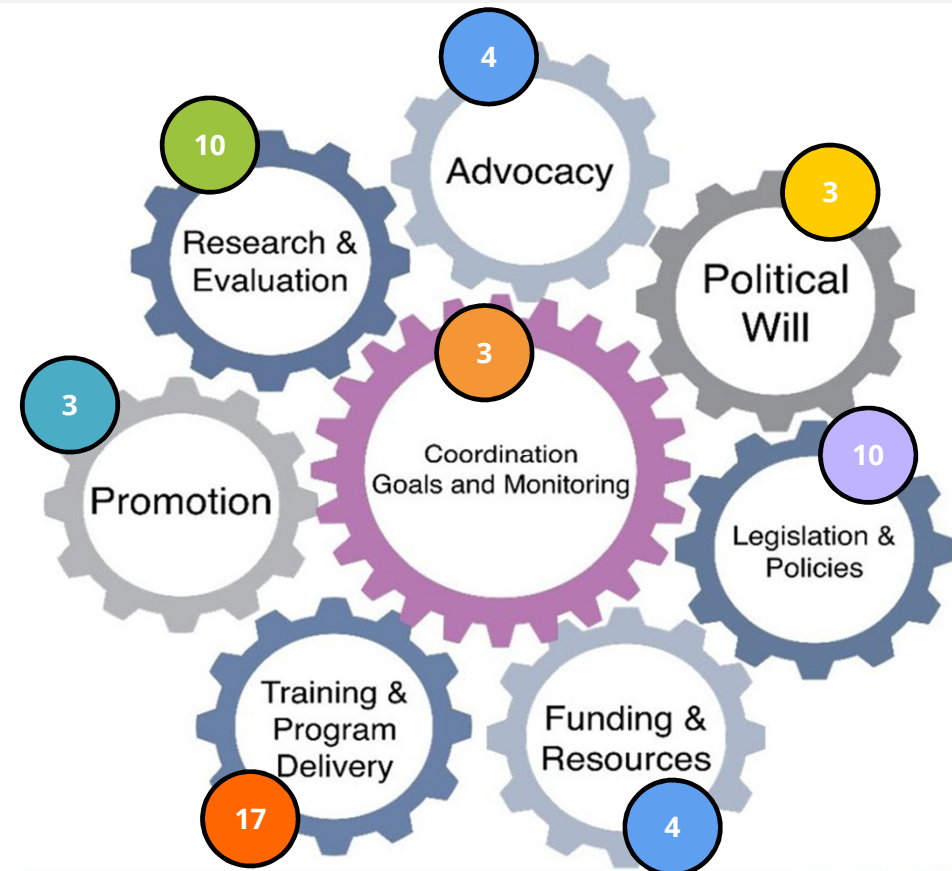 4
Advocacy
10
Research &
Evaluation
3
Political
Will
3
Coordination
Goals and Monitoring
3
Promotion
10
Legislation &
Policies
Training &
Program
Delivery
17
Funding &
Resources
4